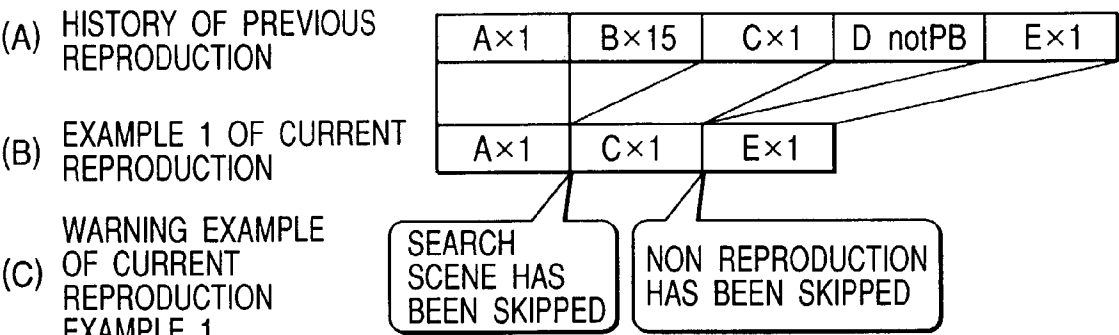 (A) HISTORY OF PREVIOUS
REPRODUCTION
A×1 B×15 C×1 D notPB E×1
(B) EXAMPLE 1 OF CURRENT
REPRODUCTION
A×1 C×1 E×1
(C) WARNING EXAMPLE
OF CURRENT
REPRODUCTION
EXAMPLE 1
SEARCH
SCENE HAS
BEEN SKIPPED
NON REPRODUCTION
HAS BEEN SKIPPED